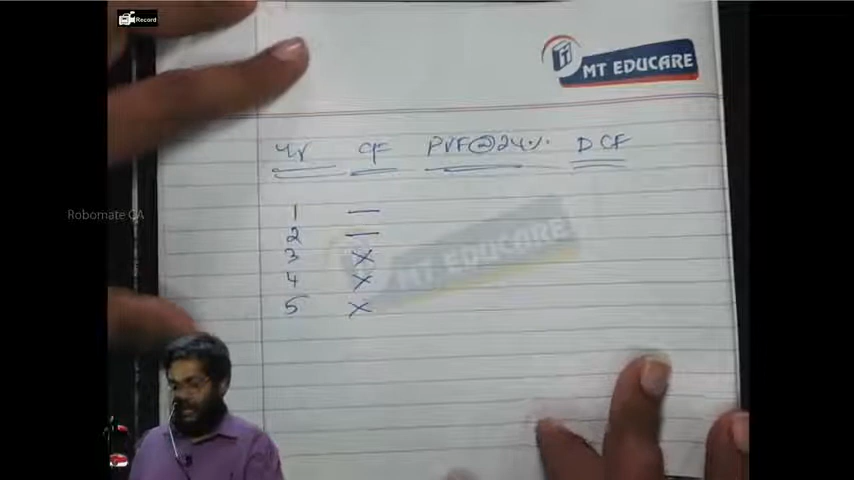 Record
MT EDUCARE
Yr CF PVF@24% DCF
Robomate CA
1 —
2 —
MT EDUCARE
3 X
4 X
5 X